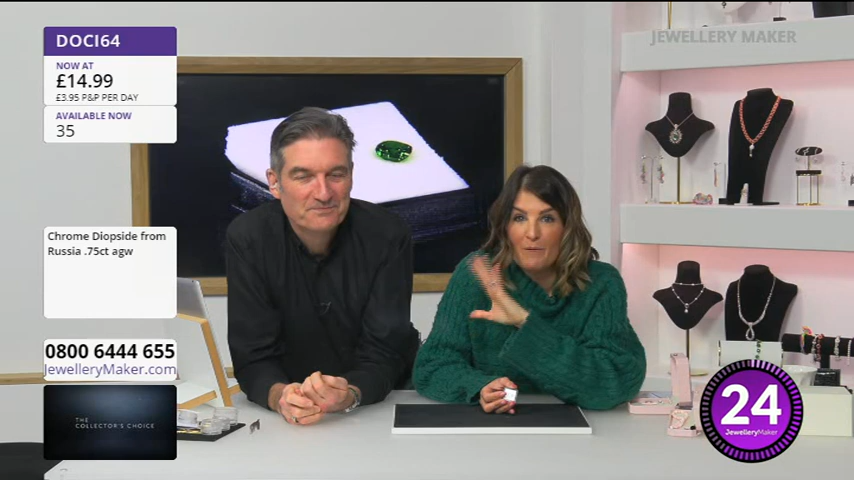 DOCI64
NOW AT
£14.99
£3.95 P&P PER DAY
AVAILABLE NOW
35
Chrome Diopside from
Russia .75ct agw
0800 6444 655
JewelleryMaker.com
THE
COLLECTOR'S CHOICE
JEWELLERY MAKER
24
JewelleryMaker